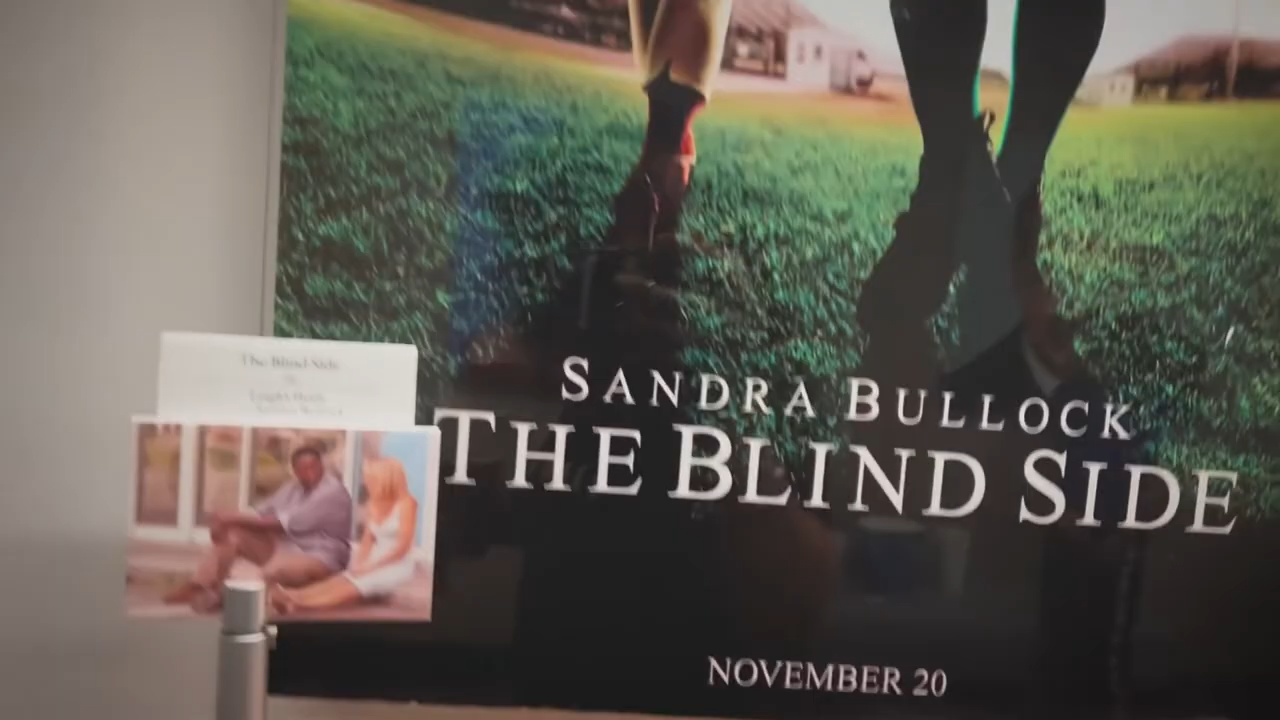 The Blind Side
SANDRA BULLOCK
THE BLIND SIDE
NOVEMBER 20